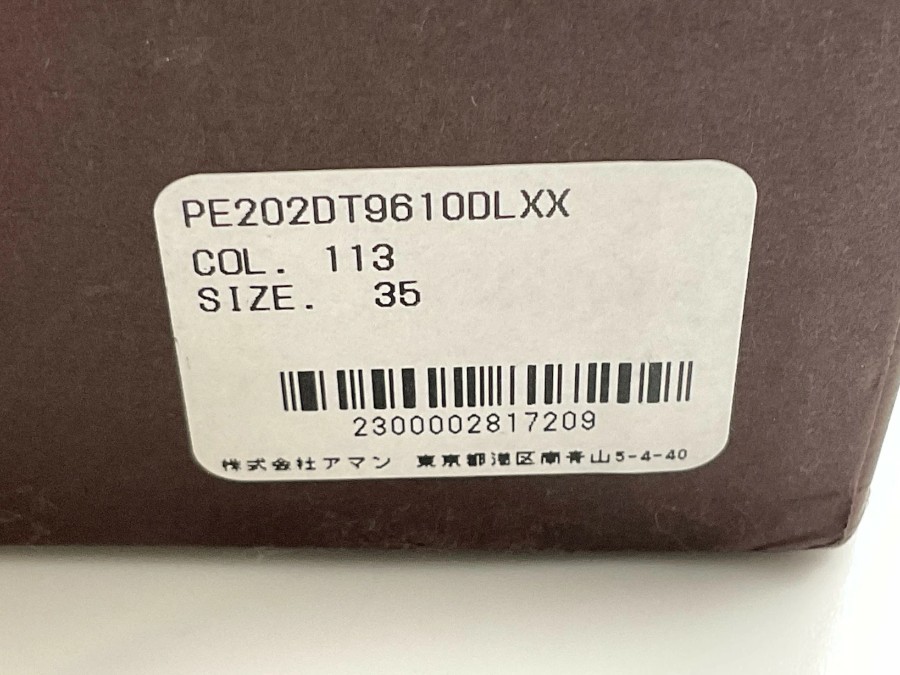 PE202DT9610DLXX
COL. 113
SIZE. 35
2300002817209
株式会社アマン 東京都港区南青山5-4-40